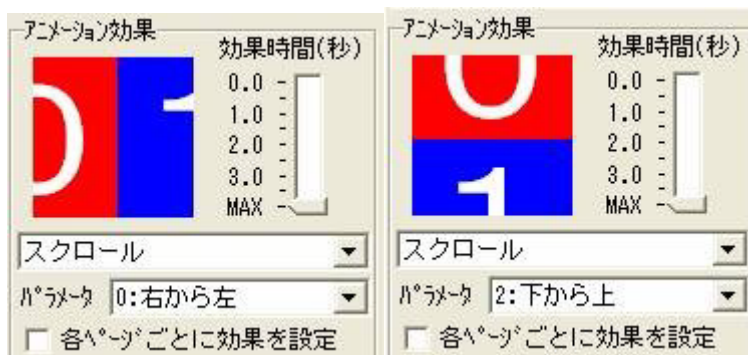 アニメーション効果
効果時間(秒)
0.0
1.0
2.0
3.0
MAX
0 1
スクロール
パラメータ 0:右から左
各ページごとに効果を設定
アニメーション効果
効果時間(秒)
0.0
1.0
2.0
3.0
MAX
0
1
スクロール
パラメータ 2:下から上
各ページごとに効果を設定